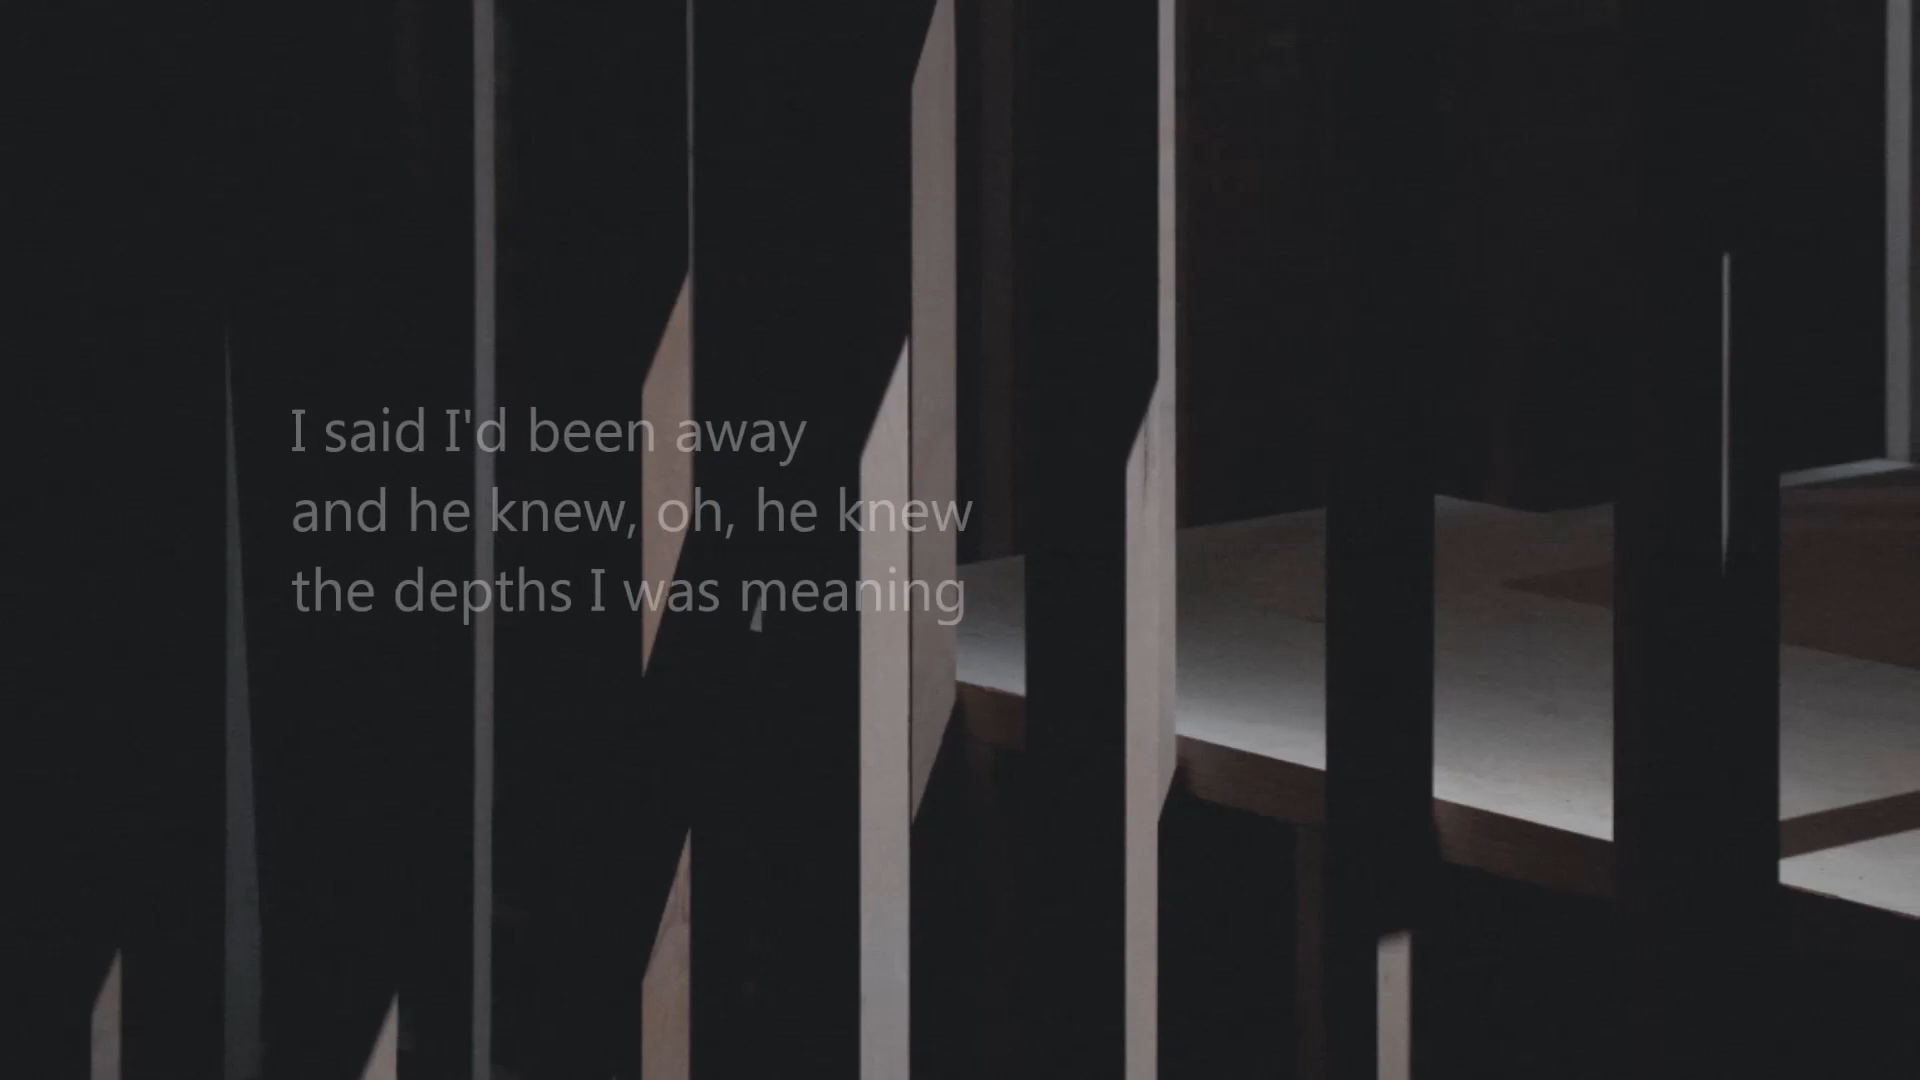 I said I'd been away
and he knew, oh, he knew
the depths I was meaning